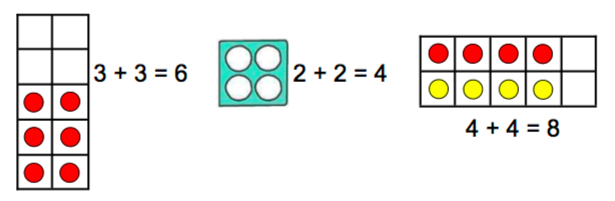 3 + 3 = 6
2 + 2 = 4
4 + 4 = 8